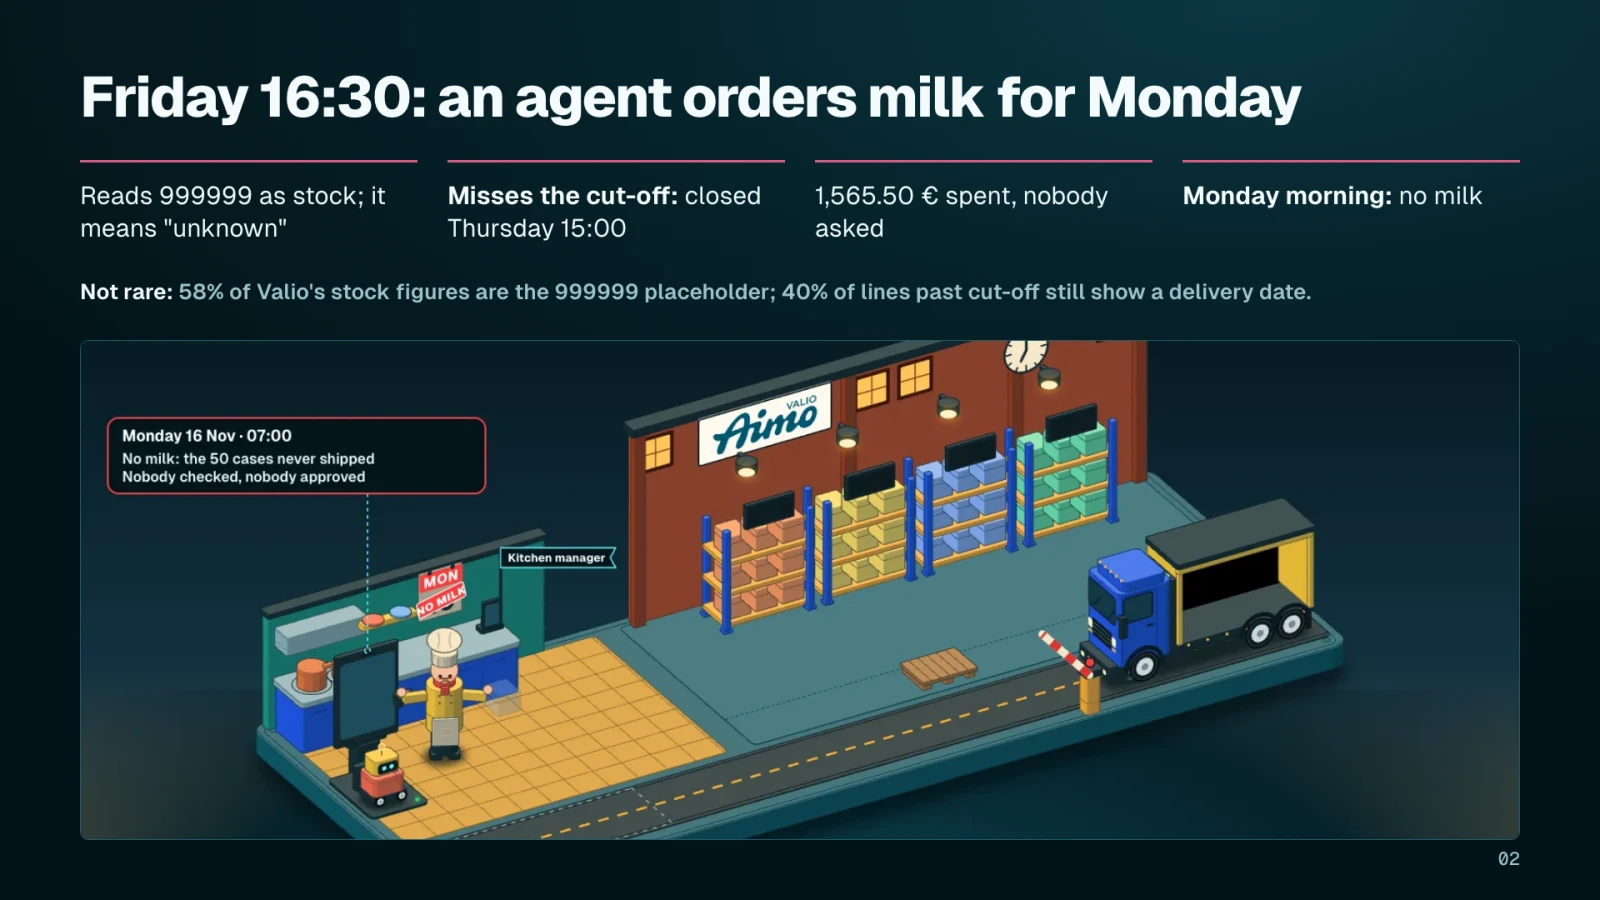 Friday 16:30: an agent orders milk for Monday
Reads 999999 as stock; it
means "unknown"
Misses the cut-off: closed
Thursday 15:00
1,565.50 € spent, nobody
asked
Monday morning: no milk
Not rare: 58% of Valio's stock figures are the 999999 placeholder; 40% of lines past cut-off still show a delivery date.
VALIO
Aimo
Monday 16 Nov · 07:00
No milk: the 50 cases never shipped
Nobody checked, nobody approved
Kitchen manager
MON
NO MILK
02